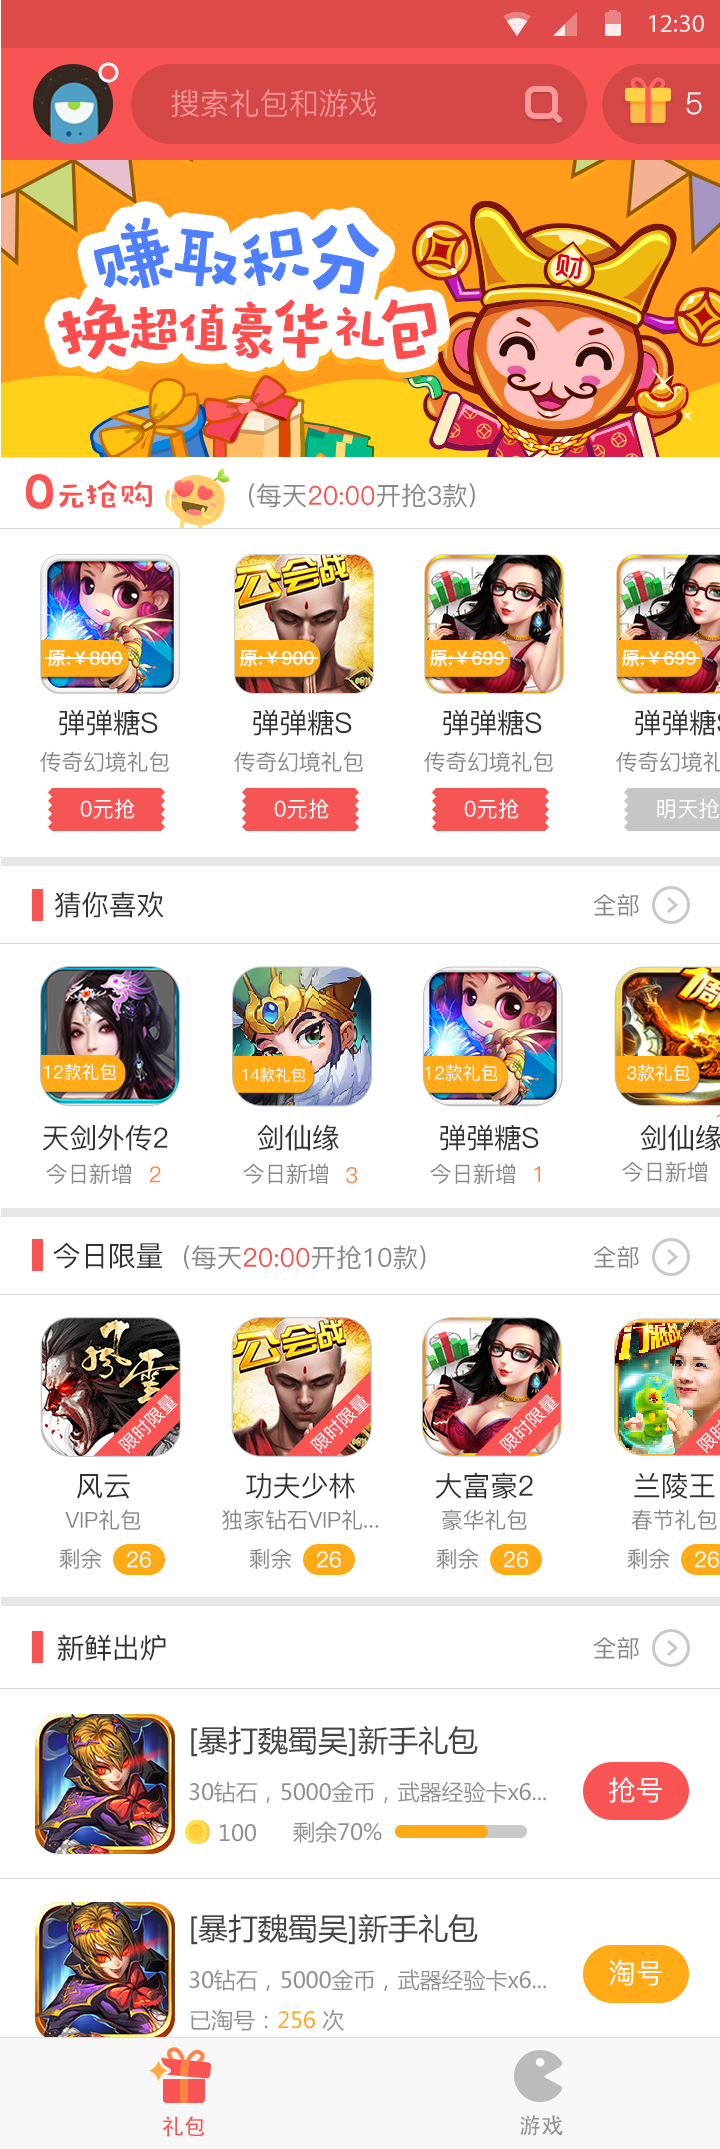 12:30
搜索礼包和游戏
5
财
赚取积分
换超值豪华礼包
0元抢购 (每天20:00开抢3款)
公会战
原:￥800 原:￥900 原:￥699 原:￥699
弹弹糖S 弹弹糖S 弹弹糖S 弹弹糖S
传奇幻境礼包 传奇幻境礼包 传奇幻境礼包 传奇幻境礼
0元抢 0元抢 0元抢 明天抢
猜你喜欢 全部
12款礼包 14款礼包 12款礼包 3款礼包
天剑外传2 剑仙缘 弹弹糖S 剑仙缘
今日新增 2 今日新增 3 今日新增 1 今日新增
今日限量 (每天20:00开抢10款) 全部
风云 公会战
限时限量 限时限量 限时限量 限时
风云 功夫少林 大富豪2 兰陵王
VIP礼包 独家钻石VIP礼... 豪华礼包 春节礼包
剩余 26 剩余 26 剩余 26 剩余 26
新鲜出炉 全部
[暴打魏蜀吴]新手礼包
30钻石，5000金币，武器经验卡x6...
抢号
100 剩余70%
[暴打魏蜀吴]新手礼包
30钻石，5000金币，武器经验卡x6...
淘号
已淘号：256 次
礼包 游戏